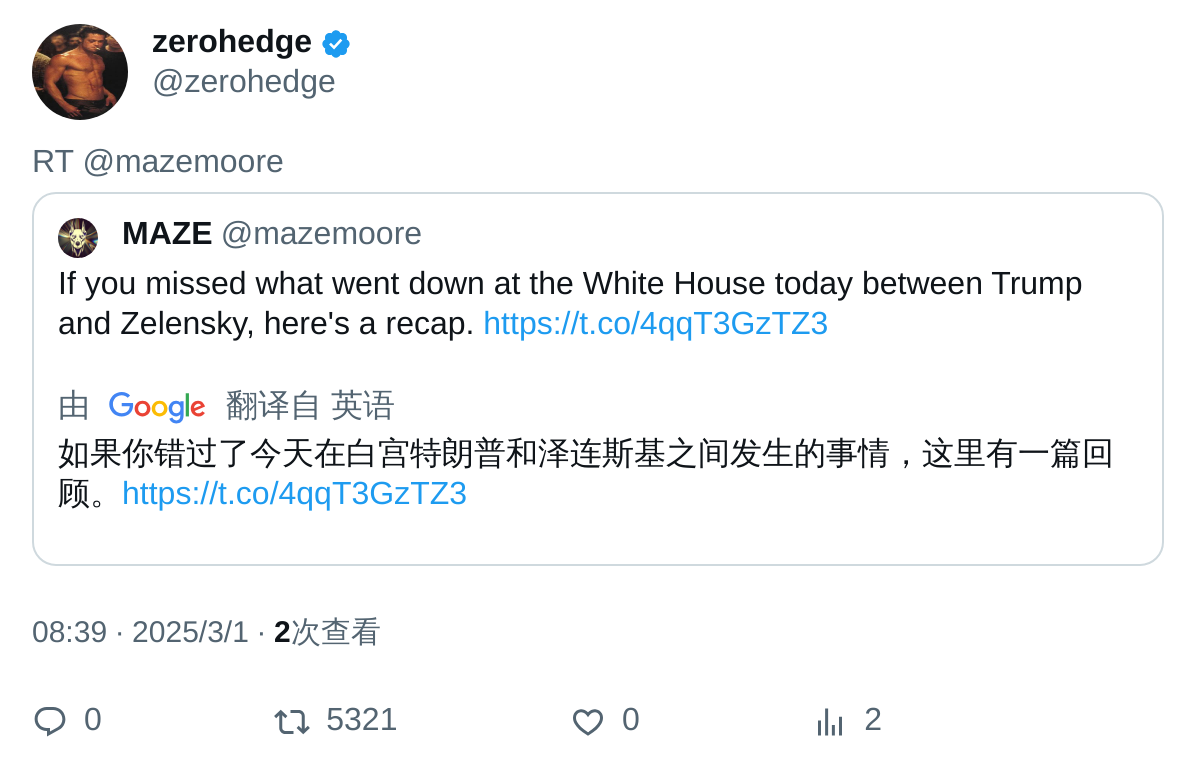 zerohedge
@zerohedge
RT @mazemoore
MAZE @mazemoore
If you missed what went down at the White House today between Trump
and Zelensky, here's a recap. https://t.co/4qqT3GzTZ3
由 Google 翻译自 英语
如果你错过了今天在白宫特朗普和泽连斯基之间发生的事情，这里有一篇回
顾。https://t.co/4qqT3GzTZ3
08:39 · 2025/3/1 · 2次查看
0 5321 0 2